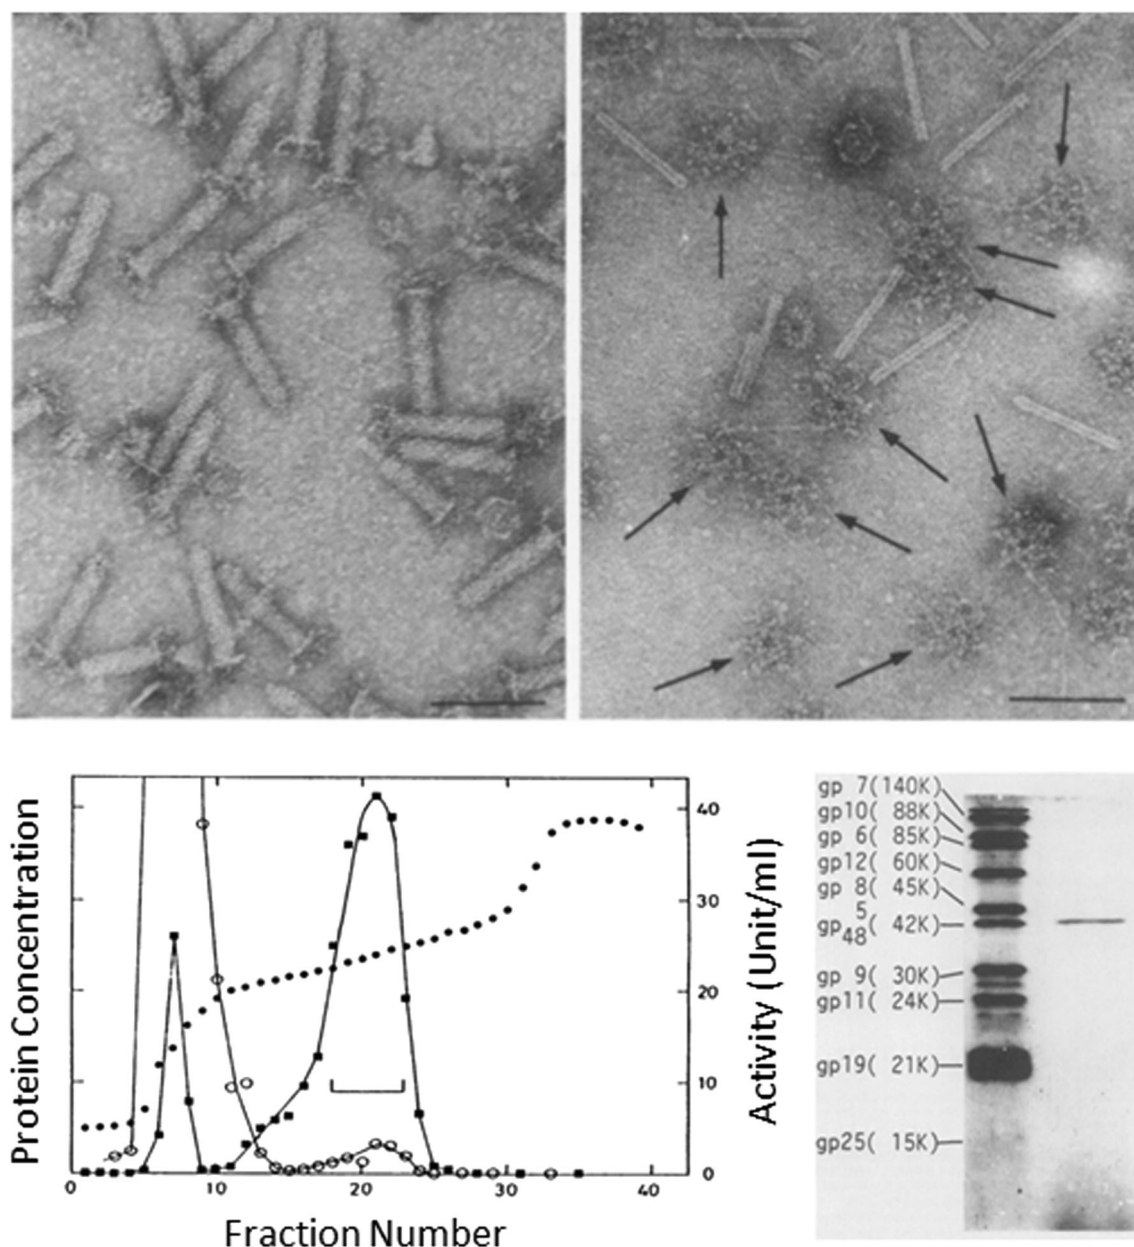 Protein Concentration
0
10
20
30
40
Fraction Number
40
30
20
10
0
Activity (Unit/ml)
gp 7(140K)
gp10( 88K)
gp 6( 85K)
gp12( 60K)
gp 8( 45K)
5
gp ( 42K)
48
gp 9( 30K)
gp11( 24K)
gp19( 21K)
gp25( 15K)